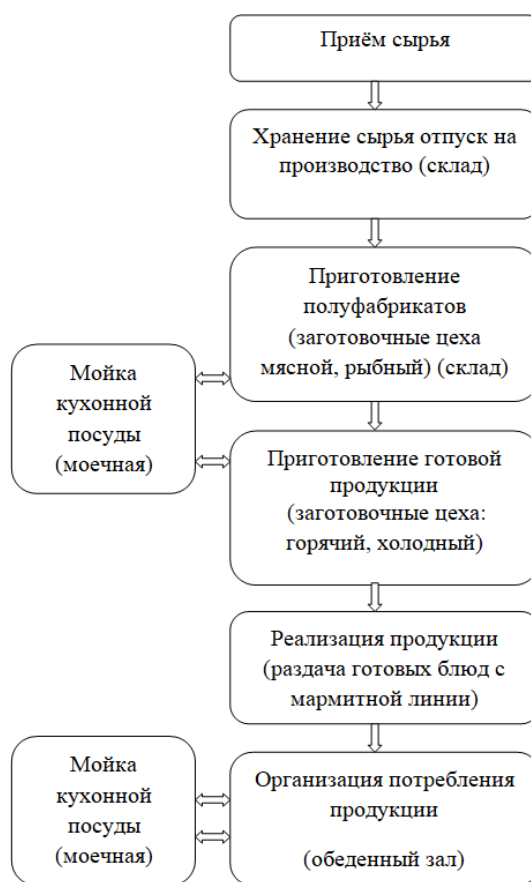 Приём сырья
Хранение сырья отпуск на
производство (склад)
Приготовление
полуфабрикатов
(заготовочные цеха
мясной, рыбный) (склад)
Мойка
кухонной
посуды
(моечная)
Приготовление готовой
продукции
(заготовочные цеха:
горячий, холодный)
Реализация продукции
(раздача готовых блюд с
мармитной линии)
Мойка
кухонной
посуды
(моечная)
Организация потребления
продукции
(обеденный зал)